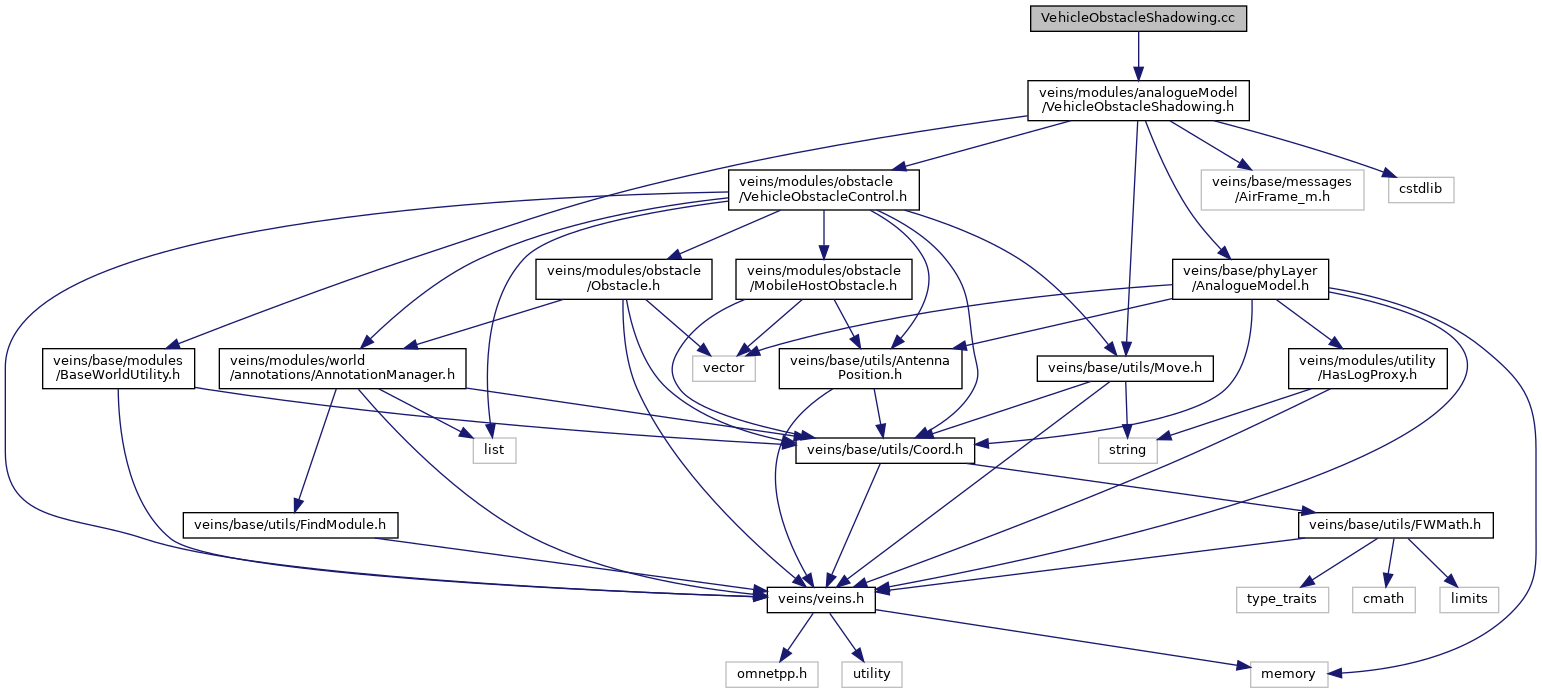 VehicleObstacleShadowing.cc
veins/modules/analogueModel
/VehicleObstacleShadowing.h
veins/modules/obstacle
/VehicleObstacleControl.h
veins/base/messages
/AirFrame_m.h
cstdlib
veins/modules/obstacle
/Obstacle.h
veins/modules/obstacle
/MobileHostObstacle.h
veins/base/phyLayer
/AnalogueModel.h
veins/base/modules
/BaseWorldUtility.h
veins/modules/world
/annotations/AnnotationManager.h
vector
veins/base/utils/Antenna
Position.h
veins/base/utils/Move.h
veins/modules/utility
/HasLogProxy.h
list
veins/base/utils/Coord.h
string
veins/base/utils/FindModule.h
veins/base/utils/FWMath.h
veins/veins.h
type_traits
cmath
limits
omnetpp.h
utility
memory